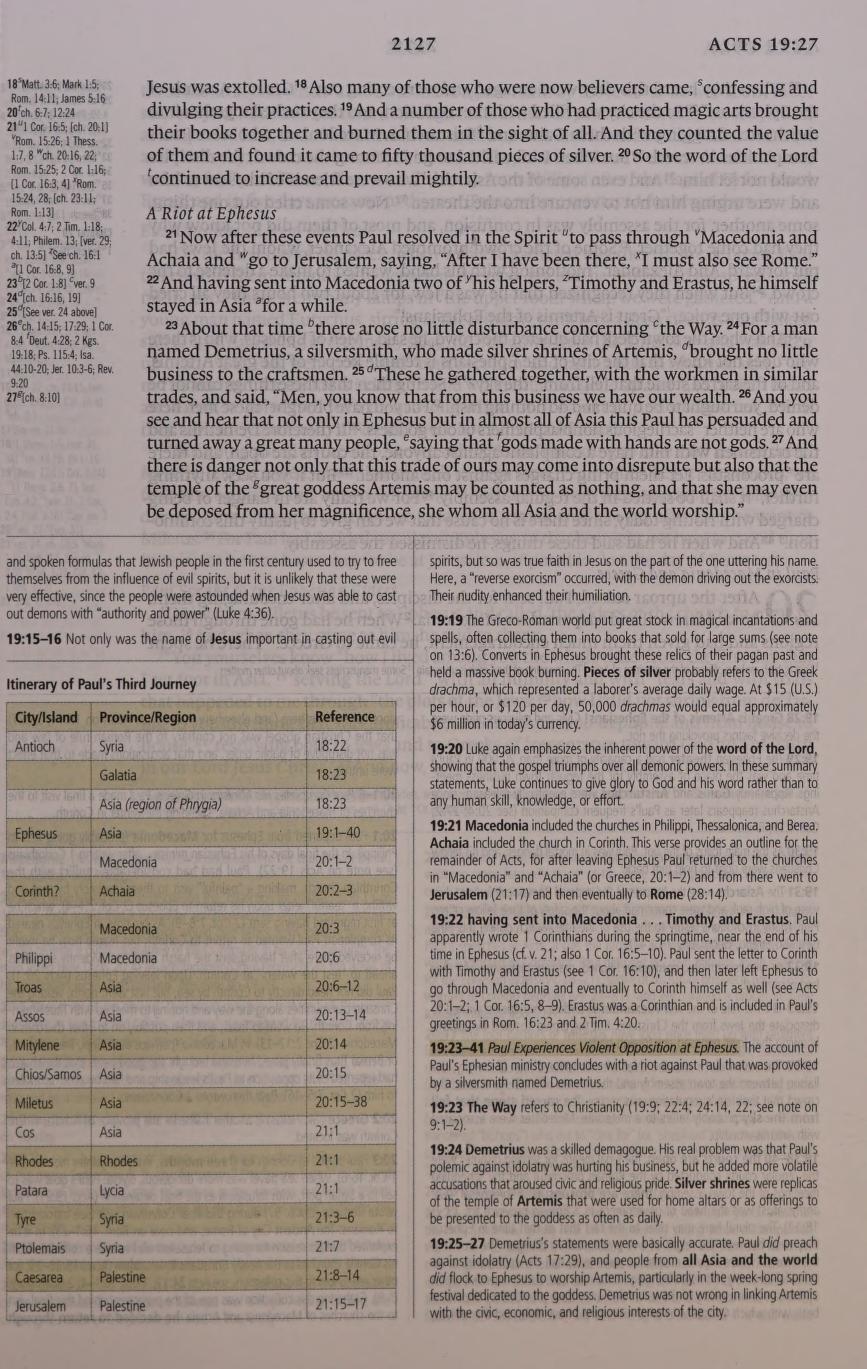 2127
ACTS 19:27
18ˢMatt. 3:6; Mark 1:5;
Rom. 14:11; James 5:16
20ᵗch. 6:7; 12:24
21ᵘ1 Cor. 16:5; [ch. 20:1]
ᵛRom. 15:26; 1 Thess.
1:7, 8 ʷch. 20:16, 22;
Rom. 15:25; 2 Cor. 1:16;
[1 Cor. 16:3, 4] ˣRom.
15:24, 28; [ch. 23:11;
Rom. 1:13]
22ʸCol. 4:7; 2 Tim. 1:18;
4:11; Philem. 13; [ver. 29;
ch. 13:5] ᶻSee ch. 16:1
ᵃ[1 Cor. 16:8, 9]
23ᵇ[2 Cor. 1:8] ᶜver. 9
24ᵈ[ch. 16:16, 19]
25ᵈ[See ver. 24 above]
26ᵉch. 14:15; 17:29; 1 Cor.
8:4 ᶠDeut. 4:28; 2 Kgs.
19:18; Ps. 115:4; Isa.
44:10-20; Jer. 10:3-6; Rev.
9:20
27ᵍ[ch. 8:10]
Jesus was extolled. ¹⁸ Also many of those who were now believers came, ˢconfessing and
divulging their practices. ¹⁹ And a number of those who had practiced magic arts brought
their books together and burned them in the sight of all. And they counted the value
of them and found it came to fifty thousand pieces of silver. ²⁰ So the word of the Lord
ᵗcontinued to increase and prevail mightily.
A Riot at Ephesus
²¹ Now after these events Paul resolved in the Spirit ᵘto pass through ᵛMacedonia and
Achaia and ʷgo to Jerusalem, saying, “After I have been there, ˣI must also see Rome.”
²² And having sent into Macedonia two of ʸhis helpers, ᶻTimothy and Erastus, he himself
stayed in Asia ᵃfor a while.
²³ About that time ᵇthere arose no little disturbance concerning ᶜthe Way. ²⁴ For a man
named Demetrius, a silversmith, who made silver shrines of Artemis, ᵈbrought no little
business to the craftsmen. ²⁵ ᵈThese he gathered together, with the workmen in similar
trades, and said, “Men, you know that from this business we have our wealth. ²⁶ And you
see and hear that not only in Ephesus but in almost all of Asia this Paul has persuaded and
turned away a great many people, ᵉsaying that ᶠgods made with hands are not gods. ²⁷ And
there is danger not only that this trade of ours may come into disrepute but also that the
temple of the ᵍgreat goddess Artemis may be counted as nothing, and that she may even
be deposed from her magnificence, she whom all Asia and the world worship.”
and spoken formulas that Jewish people in the first century used to try to free
themselves from the influence of evil spirits, but it is unlikely that these were
very effective, since the people were astounded when Jesus was able to cast
out demons with “authority and power” (Luke 4:36).
19:15–16 Not only was the name of Jesus important in casting out evil
Itinerary of Paul's Third Journey
City/Island Province/Region Reference
Antioch Syria 18:22
Galatia 18:23
Asia (region of Phrygia) 18:23
Ephesus Asia 19:1–40
Macedonia 20:1–2
Corinth? Achaia 20:2–3
Macedonia 20:3
Philippi Macedonia 20:6
Troas Asia 20:6–12
Assos Asia 20:13–14
Mitylene Asia 20:14
Chios/Samos Asia 20:15
Miletus Asia 20:15–38
Cos Asia 21:1
Rhodes Rhodes 21:1
Patara Lycia 21:1
Tyre Syria 21:3–6
Ptolemais Syria 21:7
Caesarea Palestine 21:8–14
Jerusalem Palestine 21:15–17
spirits, but so was true faith in Jesus on the part of the one uttering his name.
Here, a “reverse exorcism” occurred, with the demon driving out the exorcists.
Their nudity enhanced their humiliation.
19:19 The Greco-Roman world put great stock in magical incantations and
spells, often collecting them into books that sold for large sums (see note
on 13:6). Converts in Ephesus brought these relics of their pagan past and
held a massive book burning. Pieces of silver probably refers to the Greek
drachma, which represented a laborer's average daily wage. At $15 (U.S.)
per hour, or $120 per day, 50,000 drachmas would equal approximately
$6 million in today's currency.
19:20 Luke again emphasizes the inherent power of the word of the Lord,
showing that the gospel triumphs over all demonic powers. In these summary
statements, Luke continues to give glory to God and his word rather than to
any human skill, knowledge, or effort.
19:21 Macedonia included the churches in Philippi, Thessalonica, and Berea.
Achaia included the church in Corinth. This verse provides an outline for the
remainder of Acts, for after leaving Ephesus Paul returned to the churches
in “Macedonia” and “Achaia” (or Greece, 20:1–2) and from there went to
Jerusalem (21:17) and then eventually to Rome (28:14).
19:22 having sent into Macedonia . . . Timothy and Erastus. Paul
apparently wrote 1 Corinthians during the springtime, near the end of his
time in Ephesus (cf. v. 21; also 1 Cor. 16:5–10). Paul sent the letter to Corinth
with Timothy and Erastus (see 1 Cor. 16:10), and then later left Ephesus to
go through Macedonia and eventually to Corinth himself as well (see Acts
20:1–2; 1 Cor. 16:5, 8–9). Erastus was a Corinthian and is included in Paul's
greetings in Rom. 16:23 and 2 Tim. 4:20.
19:23–41 Paul Experiences Violent Opposition at Ephesus. The account of
Paul's Ephesian ministry concludes with a riot against Paul that was provoked
by a silversmith named Demetrius.
19:23 The Way refers to Christianity (19:9; 22:4; 24:14, 22; see note on
9:1–2).
19:24 Demetrius was a skilled demagogue. His real problem was that Paul's
polemic against idolatry was hurting his business, but he added more volatile
accusations that aroused civic and religious pride. Silver shrines were replicas
of the temple of Artemis that were used for home altars or as offerings to
be presented to the goddess as often as daily.
19:25–27 Demetrius's statements were basically accurate. Paul did preach
against idolatry (Acts 17:29), and people from all Asia and the world
did flock to Ephesus to worship Artemis, particularly in the week-long spring
festival dedicated to the goddess. Demetrius was not wrong in linking Artemis
with the civic, economic, and religious interests of the city.